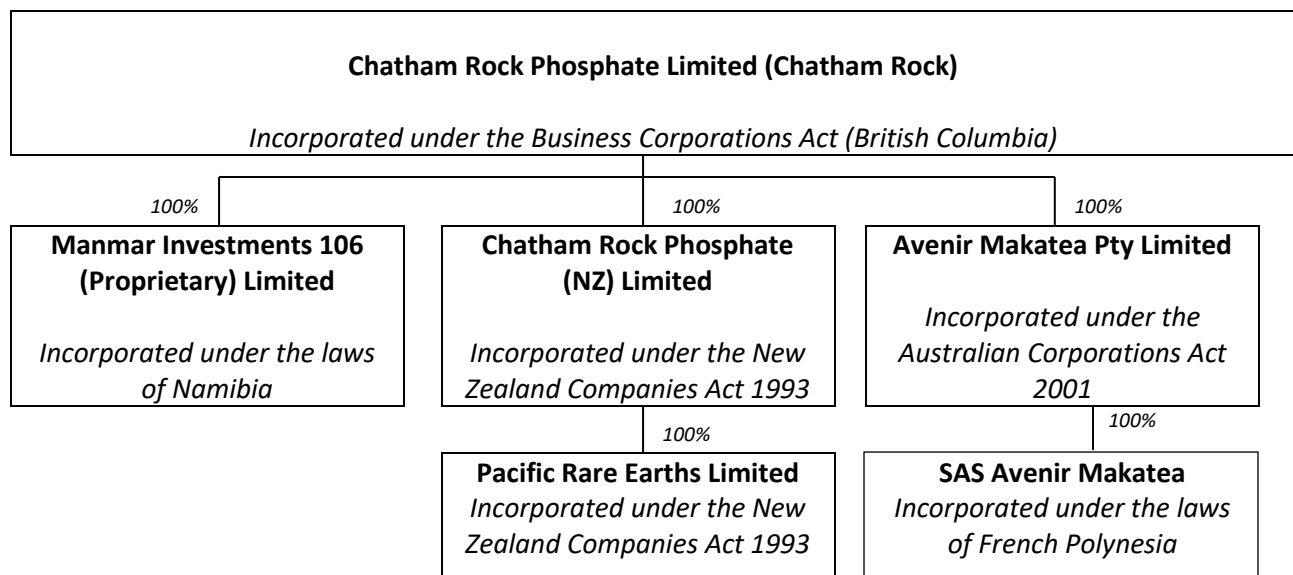 Chatham Rock Phosphate Limited (Chatham Rock)
Incorporated under the Business Corporations Act (British Columbia)
100%
100%
100%
Manmar Investments 106
(Proprietary) Limited
Incorporated under the laws
of Namibia
Chatham Rock Phosphate
(NZ) Limited
Incorporated under the New
Zealand Companies Act 1993
Avenir Makatea Pty Limited
Incorporated under the
Australian Corporations Act
2001
100%
100%
Pacific Rare Earths Limited
Incorporated under the New
Zealand Companies Act 1993
SAS Avenir Makatea
Incorporated under the laws
of French Polynesia